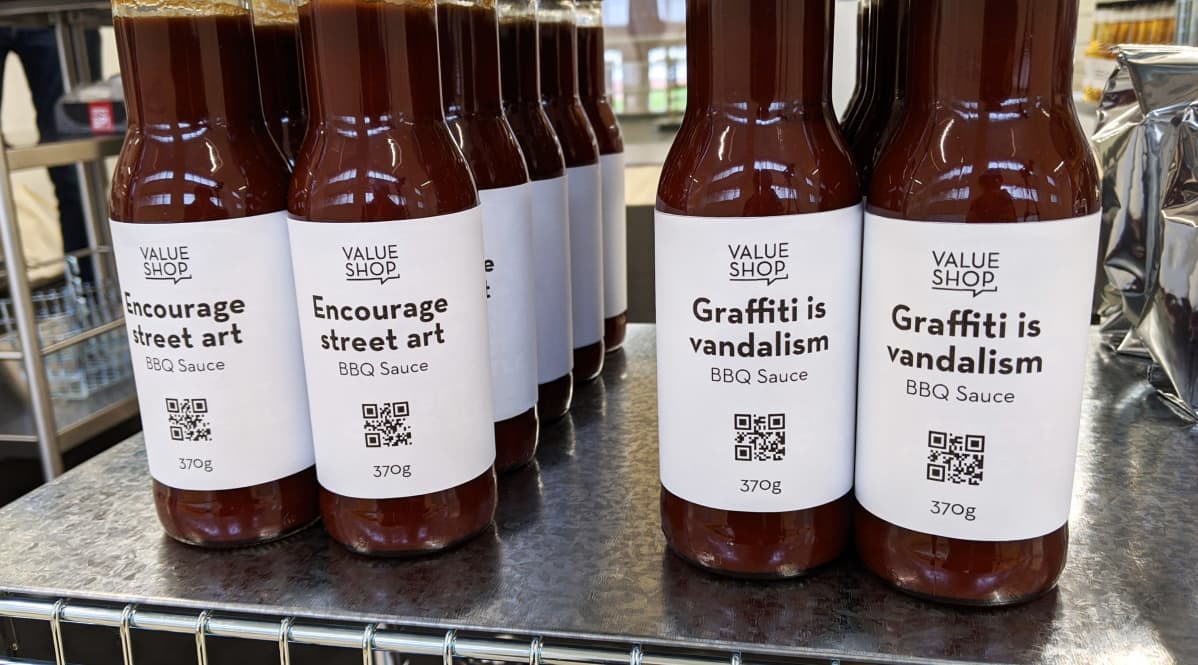 VALUE
SHOP
Encourage
street art
BBQ Sauce
370g
VALUE
SHOP
Encourage
street art
BBQ Sauce
370g
VALUE
SHOP
Graffiti is
vandalism
BBQ Sauce
370g
VALUE
SHOP
Graffiti is
vandalism
BBQ Sauce
370g